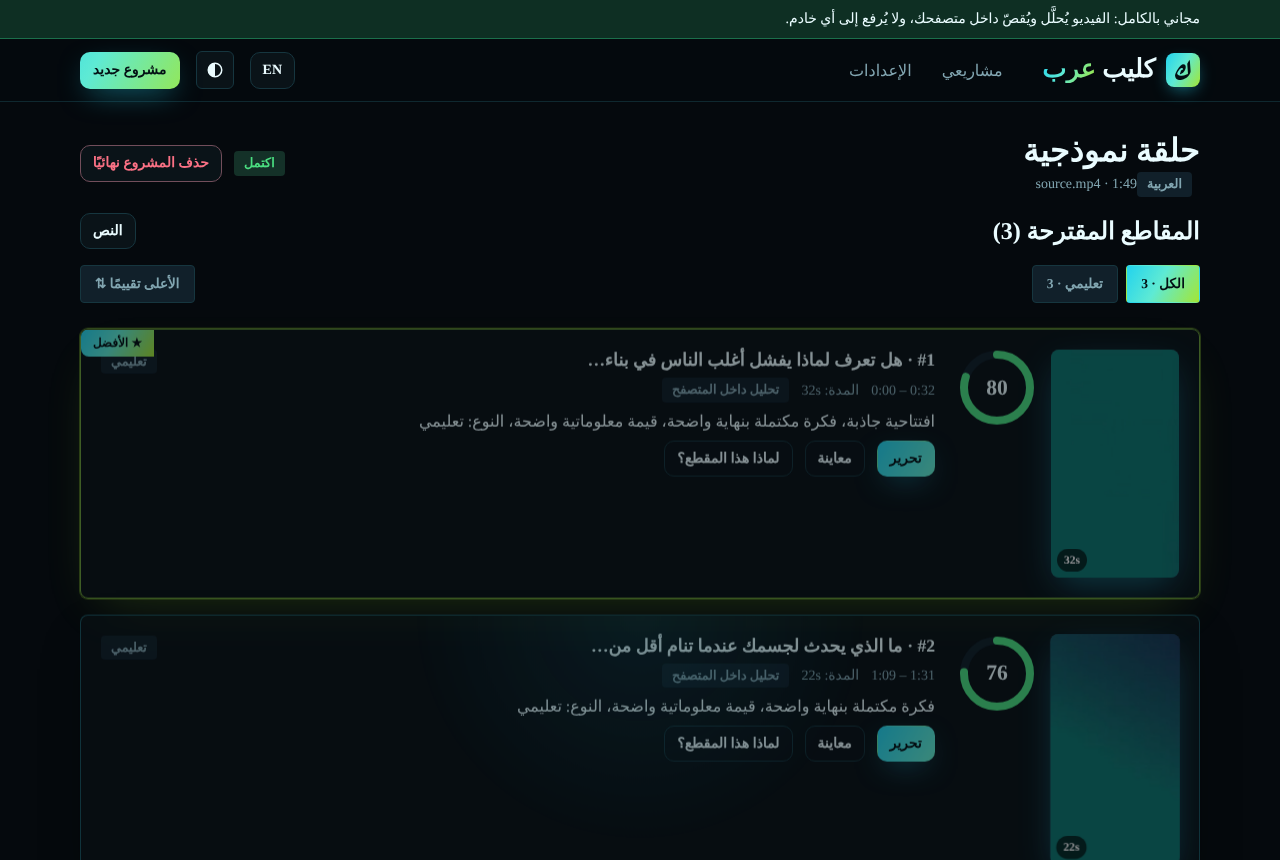 مجاني بالكامل: الفيديو يُحلَّل ويُقصّ داخل متصفحك، ولا يُرفع إلى أي خادم.
ك كليب عرب مشاريعي الإعدادات EN مشروع جديد
حلقة نموذجية
اكتمل حذف المشروع نهائيًا
العربية source.mp4 · 1:49
المقاطع المقترحة (3) النص
الكل · 3 تعليمي · 3 الأعلى تقييمًا ⇅
★ الأفضل
#1 · هل تعرف لماذا يفشل أغلب الناس في بناء… تعليمي
80
0:00 – 0:32 المدة: 32s تحليل داخل المتصفح
افتتاحية جاذبة، فكرة مكتملة بنهاية واضحة، قيمة معلوماتية واضحة، النوع: تعليمي
تحرير معاينة لماذا هذا المقطع؟
32s
#2 · ما الذي يحدث لجسمك عندما تنام أقل من… تعليمي
76
1:09 – 1:31 المدة: 22s تحليل داخل المتصفح
فكرة مكتملة بنهاية واضحة، قيمة معلوماتية واضحة، النوع: تعليمي
تحرير معاينة لماذا هذا المقطع؟
22s